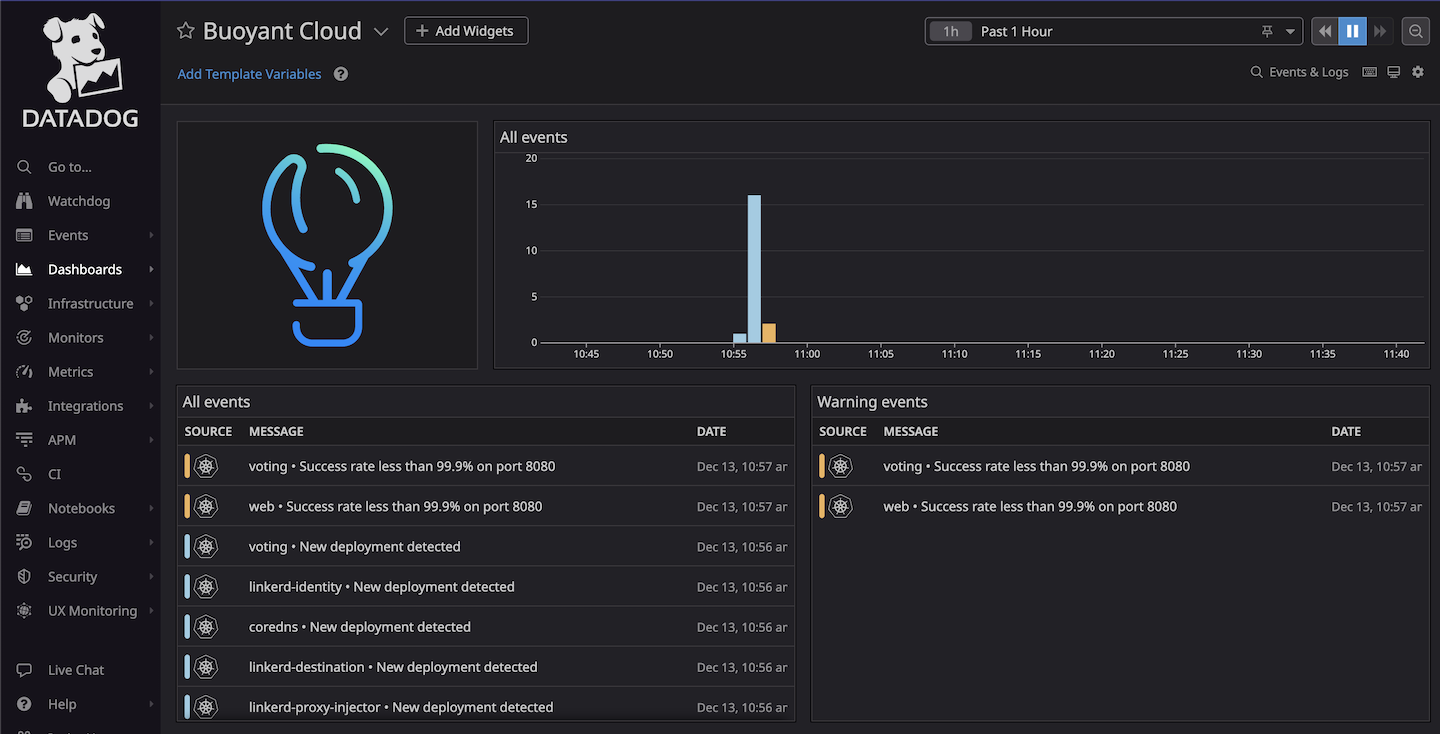 DATADOG
Go to...
Watchdog
Events
Dashboards
Infrastructure
Monitors
Metrics
Integrations
APM
CI
Notebooks
Logs
Security
UX Monitoring
Live Chat
Help
Buoyant Cloud
+ Add Widgets
1h Past 1 Hour
Add Template Variables ?
Events & Logs
All events
20
15
10
5
0
10:45 10:50 10:55 11:00 11:05 11:10 11:15 11:20 11:25 11:30 11:35 11:40
All events
SOURCE MESSAGE DATE
voting • Success rate less than 99.9% on port 8080 Dec 13, 10:57 ar
web • Success rate less than 99.9% on port 8080 Dec 13, 10:57 ar
voting • New deployment detected Dec 13, 10:56 ar
linkerd-identity • New deployment detected Dec 13, 10:56 ar
coredns • New deployment detected Dec 13, 10:56 ar
linkerd-destination • New deployment detected Dec 13, 10:56 ar
linkerd-proxy-injector • New deployment detected Dec 13, 10:56 ar
Warning events
SOURCE MESSAGE DATE
voting • Success rate less than 99.9% on port 8080 Dec 13, 10:57 ar
web • Success rate less than 99.9% on port 8080 Dec 13, 10:57 ar